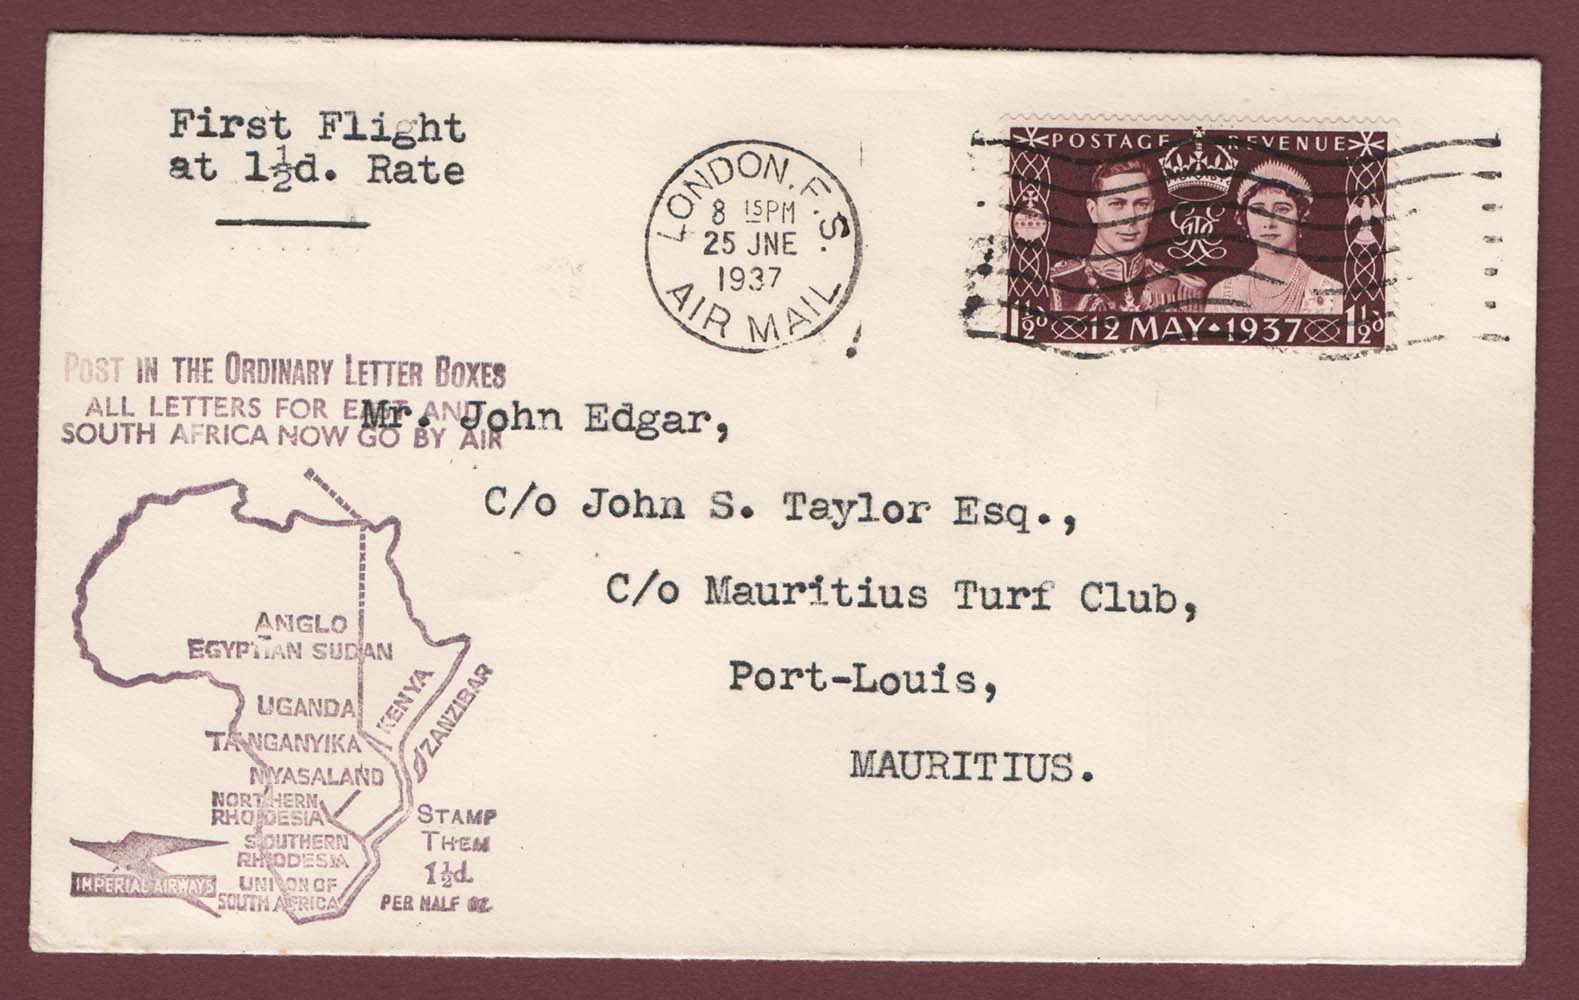 First Flight
at 1½d. Rate
LONDON. F.S.
8 15PM
25 JNE
1937
AIR MAIL
POSTAGE REVENUE
GRE
1½d 12 MAY · 1937 1½d
POST IN THE ORDINARY LETTER BOXES
ALL LETTERS FOR EAST AND
SOUTH AFRICA NOW GO BY AIR
Mr. John Edgar,
C/o John S. Taylor Esq.,
C/o Mauritius Turf Club,
Port-Louis,
MAURITIUS.
ANGLO
EGYPTIAN SUDAN
UGANDA
KENYA
ZANZIBAR
TANGANYIKA
NYASALAND
NORTHERN
RHODESIA
SOUTHERN
RHODESIA
UNION OF
SOUTH AFRICA
IMPERIAL AIRWAYS
STAMP
THEM
1½d.
PER HALF OZ.